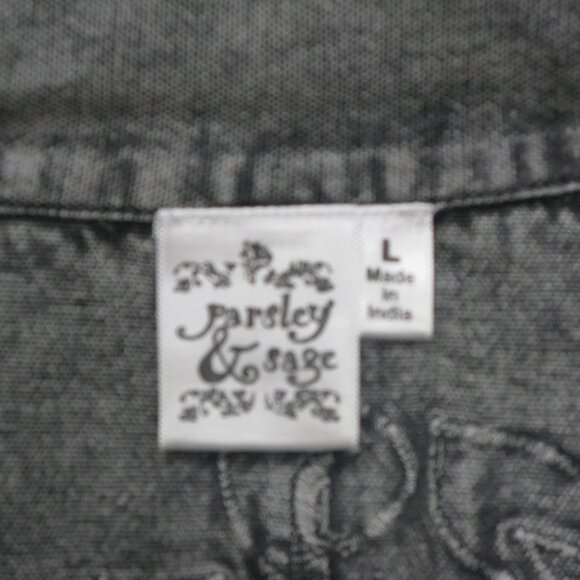 parsley
& sage
L
Made
in
India